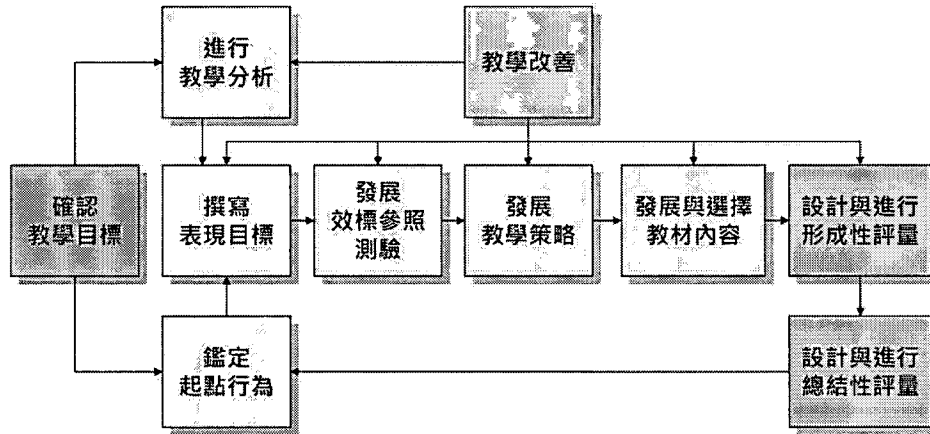 進行
教學分析
教學改善
確認
教學目標
撰寫
表現目標
發展
效標參照
測驗
發展
教學策略
發展與選擇
教材內容
設計與進行
形成性評量
鑑定
起點行為
設計與進行
總結性評量